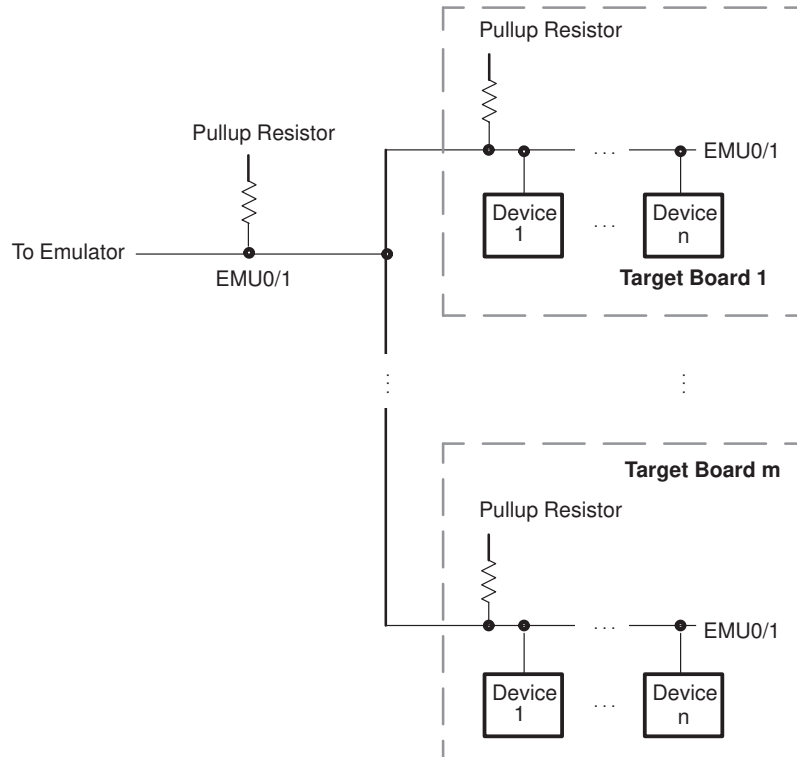 Pullup Resistor
Pullup Resistor
EMU0/1
. . .
Device
1
. . .
Device
n
To Emulator
EMU0/1
Target Board 1
. . .
. . .
Target Board m
Pullup Resistor
. . .
EMU0/1
Device
1
. . .
Device
n